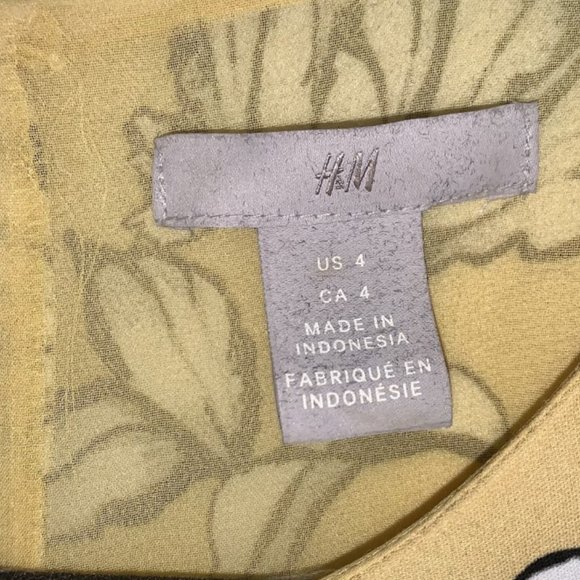 H&M
US 4
CA 4
MADE IN
INDONESIA
FABRIQUÉ EN
INDONÉSIE